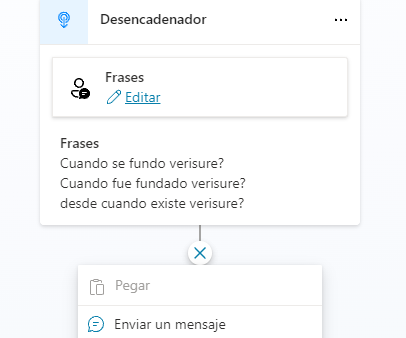 Desencadenador
Frases
Editar
Frases
Cuando se fundo verisure?
Cuando fue fundado verisure?
desde cuando existe verisure?
Pegar
Enviar un mensaje